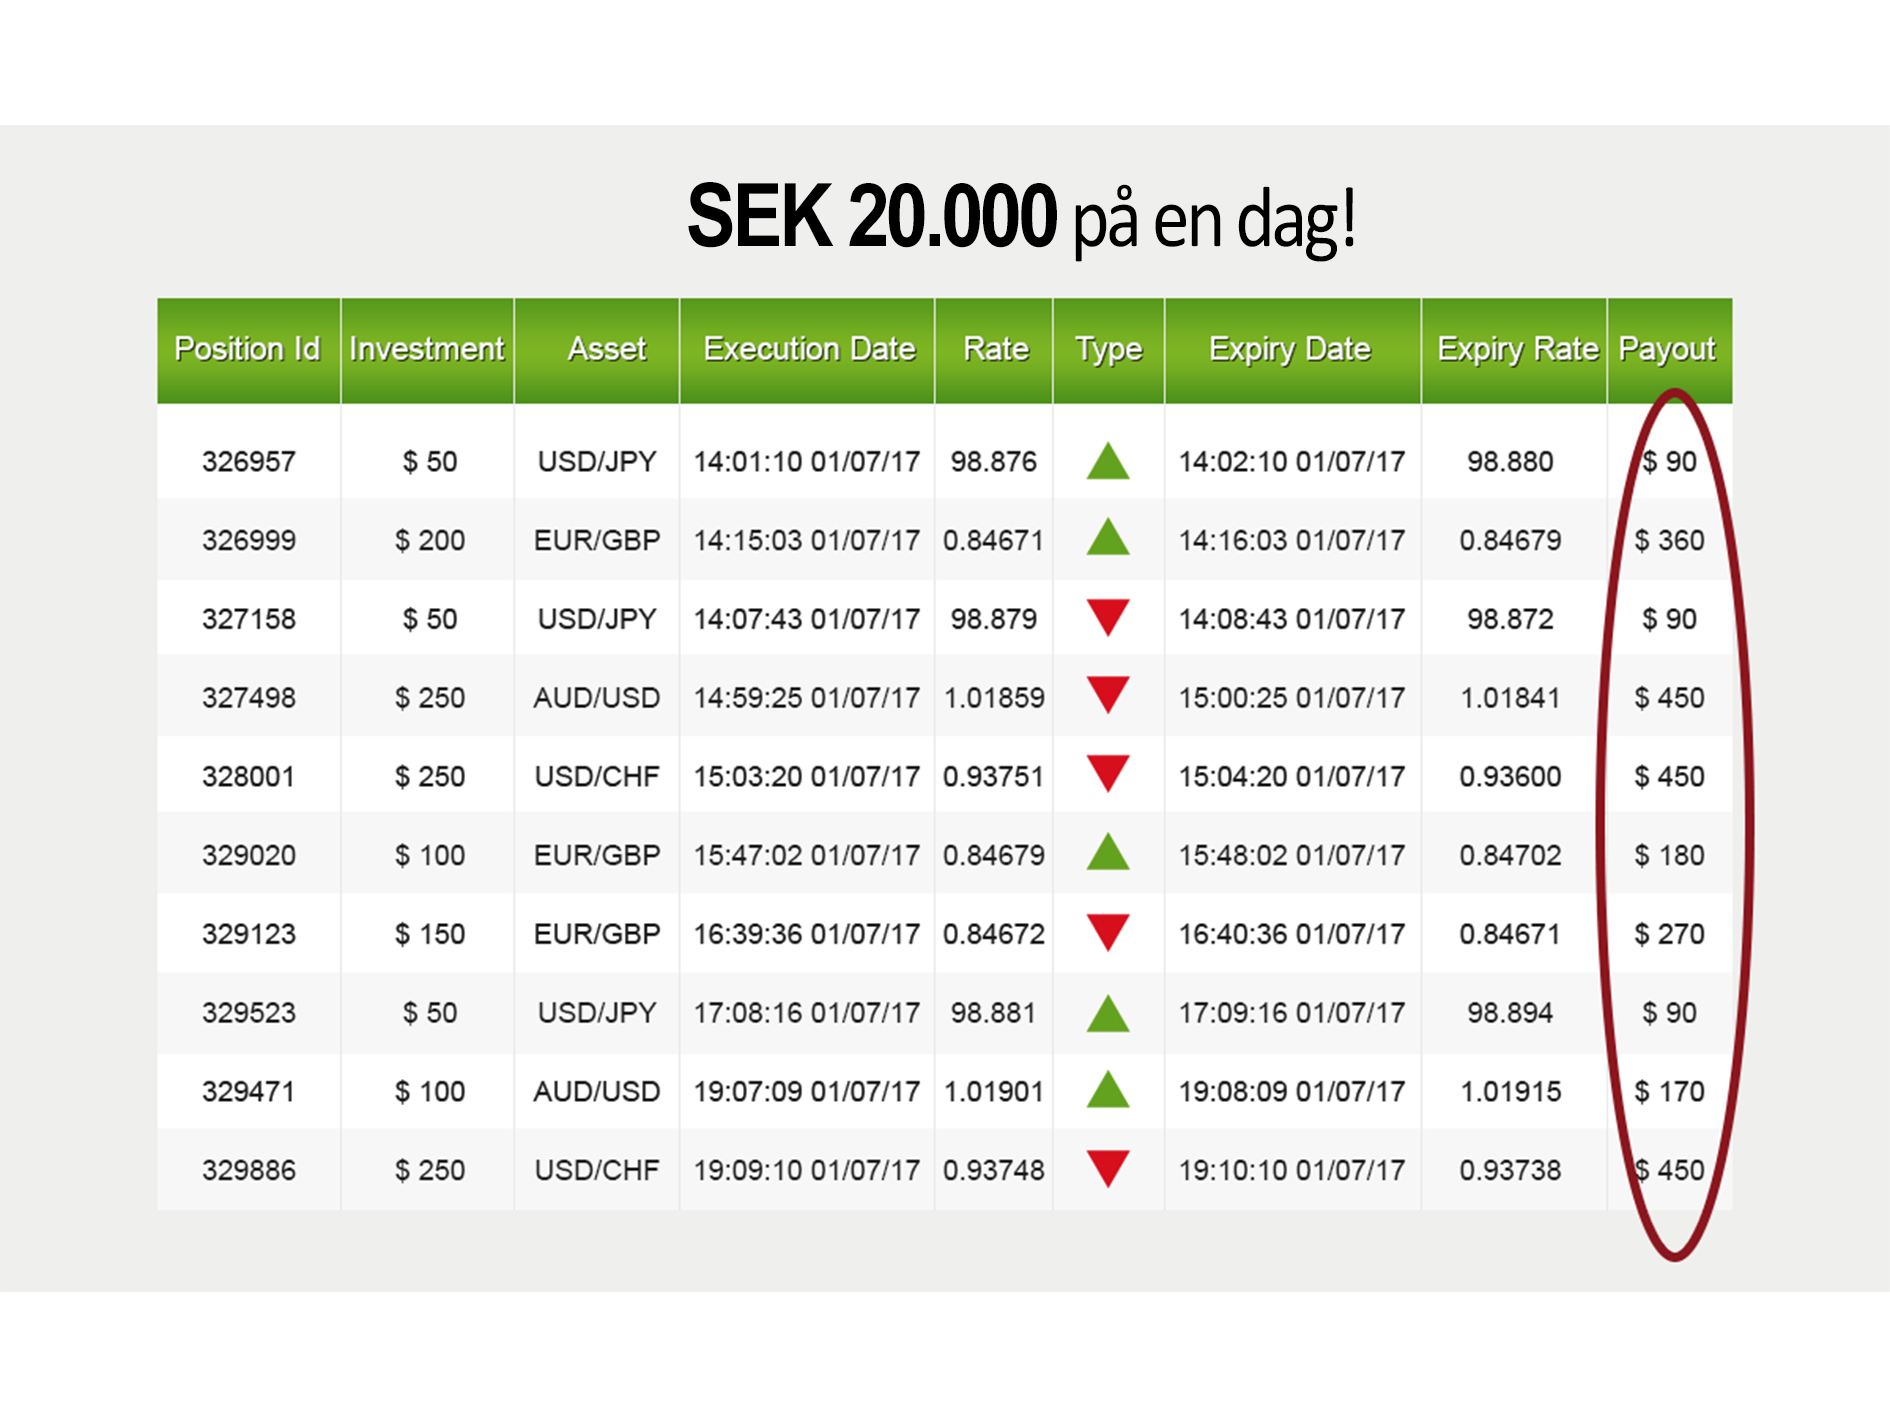 SEK 20.000 på en dag!
Position Id Investment Asset Execution Date Rate Type Expiry Date Expiry Rate Payout
326957 $ 50 USD/JPY 14:01:10 01/07/17 98.876 14:02:10 01/07/17 98.880 $ 90
326999 $ 200 EUR/GBP 14:15:03 01/07/17 0.84671 14:16:03 01/07/17 0.84679 $ 360
327158 $ 50 USD/JPY 14:07:43 01/07/17 98.879 14:08:43 01/07/17 98.872 $ 90
327498 $ 250 AUD/USD 14:59:25 01/07/17 1.01859 15:00:25 01/07/17 1.01841 $ 450
328001 $ 250 USD/CHF 15:03:20 01/07/17 0.93751 15:04:20 01/07/17 0.93600 $ 450
329020 $ 100 EUR/GBP 15:47:02 01/07/17 0.84679 15:48:02 01/07/17 0.84702 $ 180
329123 $ 150 EUR/GBP 16:39:36 01/07/17 0.84672 16:40:36 01/07/17 0.84671 $ 270
329523 $ 50 USD/JPY 17:08:16 01/07/17 98.881 17:09:16 01/07/17 98.894 $ 90
329471 $ 100 AUD/USD 19:07:09 01/07/17 1.01901 19:08:09 01/07/17 1.01915 $ 170
329886 $ 250 USD/CHF 19:09:10 01/07/17 0.93748 19:10:10 01/07/17 0.93738 $ 450